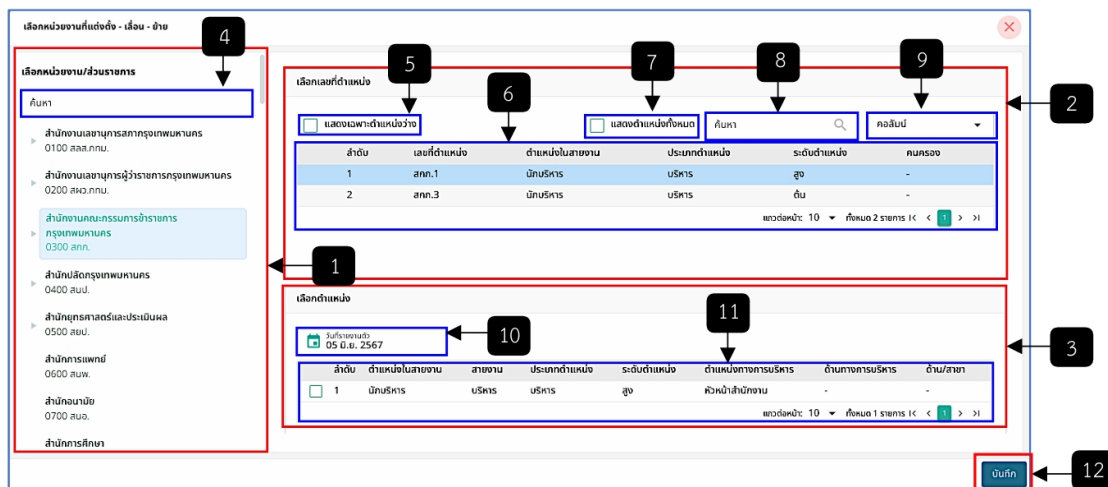 เลือกหน่วยงานที่แต่งตั้ง - เลื่อน - ย้าย
4
เลือกหน่วยงาน/ส่วนราชการ
ค้นหา
สำนักงานเลขานุการสภากรุงเทพมหานคร
0100 สลส.กทม.
สำนักงานเลขานุการผู้ว่าราชการกรุงเทพมหานคร
0200 สผว.กทม.
สำนักงานคณะกรรมการข้าราชการ
กรุงเทพมหานคร
0300 สกก.
สำนักปลัดกรุงเทพมหานคร
0400 สนป.
สำนักยุทธศาสตร์และประเมินผล
0500 สยป.
สำนักการแพทย์
0600 สนพ.
สำนักอนามัย
0700 สนอ.
สำนักการศึกษา
1
เลือกเลขที่ตำแหน่ง
5 6 7 8 9 2
แสดงเฉพาะตำแหน่งว่าง แสดงตำแหน่งทั้งหมด ค้นหา คอลัมน์
ลำดับ เลขที่ตำแหน่ง ตำแหน่งในสายงาน ประเภทตำแหน่ง ระดับตำแหน่ง คนครอง
1 สกก.1 นักบริหาร บริหาร สูง -
2 สกก.3 นักบริหาร บริหาร ต้น -
แถวต่อหน้า: 10 ทั้งหมด 2 รายการ 1
เลือกตำแหน่ง
10 11 3
วันที่รายงานตัว
05 มิ.ย. 2567
ลำดับ ตำแหน่งในสายงาน สายงาน ประเภทตำแหน่ง ระดับตำแหน่ง ตำแหน่งทางการบริหาร ด้านทางการบริหาร ด้าน/สาขา
1 นักบริหาร บริหาร บริหาร สูง หัวหน้าสำนักงาน - -
แถวต่อหน้า: 10 ทั้งหมด 1 รายการ 1
บันทึก 12